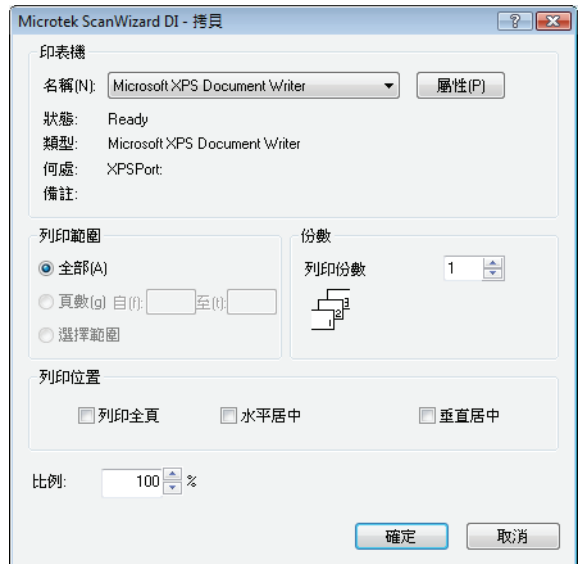 Microtek ScanWizard DI - 拷貝
印表機
名稱(N): Microsoft XPS Document Writer 屬性(P)
狀態: Ready
類型: Microsoft XPS Document Writer
何處: XPSPort:
備註:
列印範圍
全部(A)
頁數(g) 自(f): 至(t):
選擇範圍
份數
列印份數 1
1 2 3
列印位置
列印全頁 水平居中 垂直居中
比例: 100 %
確定 取消